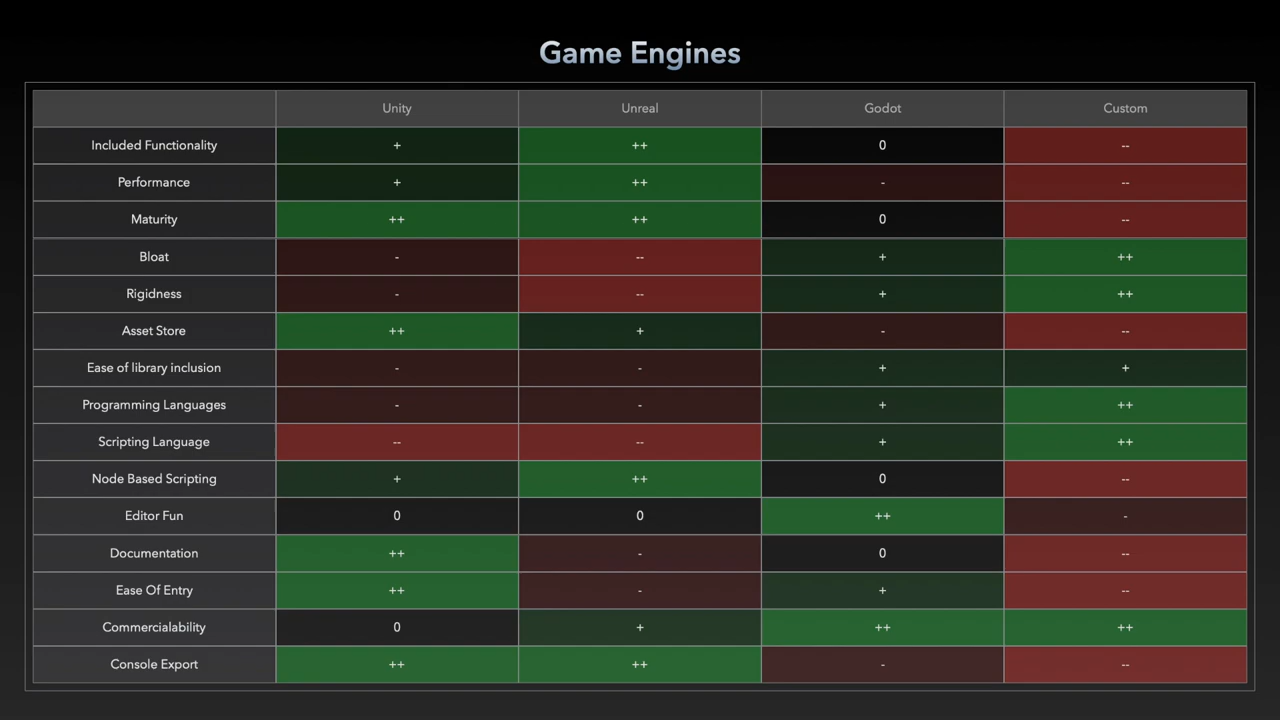 Game Engines
Unity Unreal Godot Custom
Included Functionality + ++ 0 --
Performance + ++ - --
Maturity ++ ++ 0 --
Bloat - -- + ++
Rigidness - -- + ++
Asset Store ++ + - --
Ease of library inclusion - - + +
Programming Languages - - + ++
Scripting Language -- -- + ++
Node Based Scripting + ++ 0 --
Editor Fun 0 0 ++ -
Documentation ++ - 0 --
Ease Of Entry ++ - + --
Commercialability 0 + ++ ++
Console Export ++ ++ - --